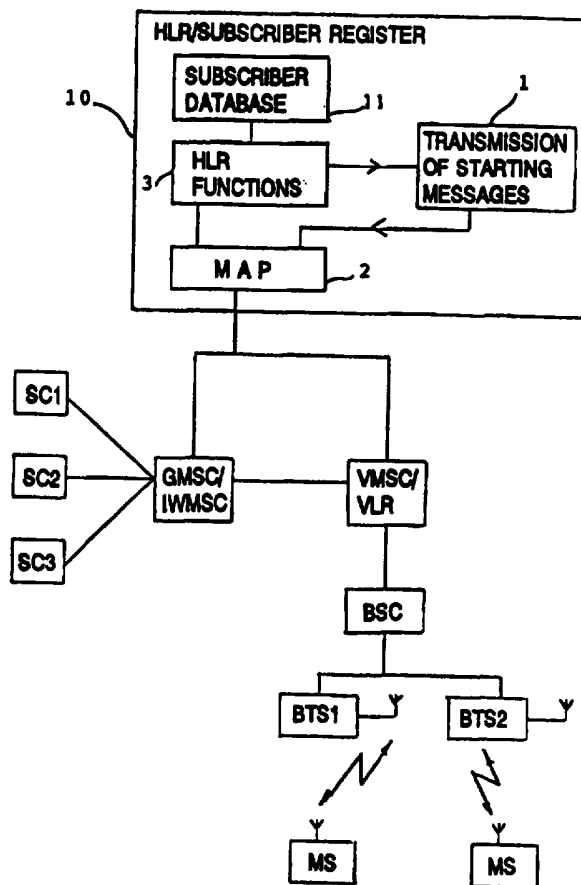 HLR/SUBSCRIBER REGISTER
SUBSCRIBER
DATABASE
10
11
1
TRANSMISSION
OF STARTING
MESSAGES
3
HLR
FUNCTIONS
MAP
2
SC1
SC2
SC3
GMSC/
IWMSC
VMSC/
VLR
BSC
BTS1
BTS2
MS
MS